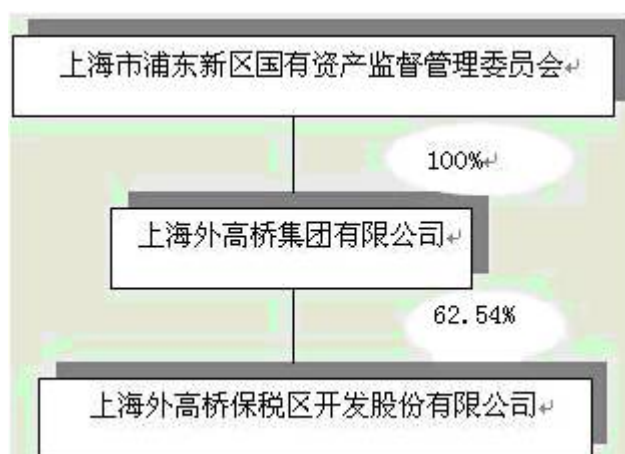 上海市浦东新区国有资产监督管理委员会
100%
上海外高桥集团有限公司
62.54%
上海外高桥保税区开发股份有限公司